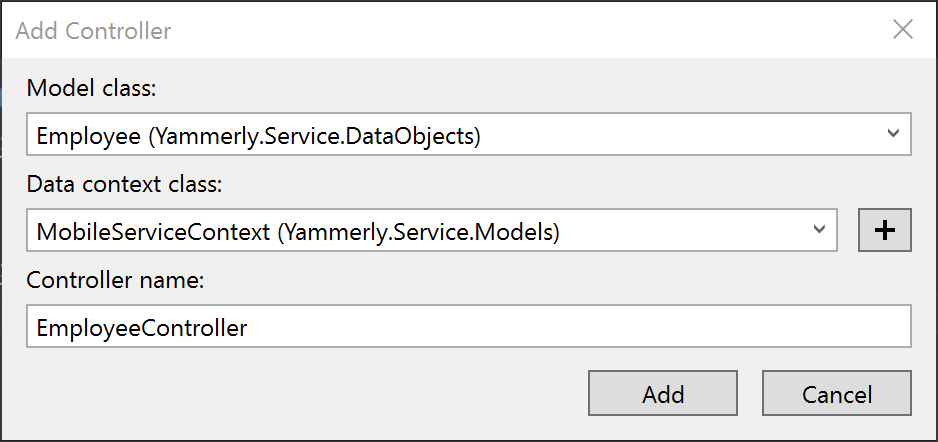 Add Controller
Model class:
Employee (Yammerly.Service.DataObjects)
Data context class:
MobileServiceContext (Yammerly.Service.Models)
Controller name:
EmployeeController
Add Cancel